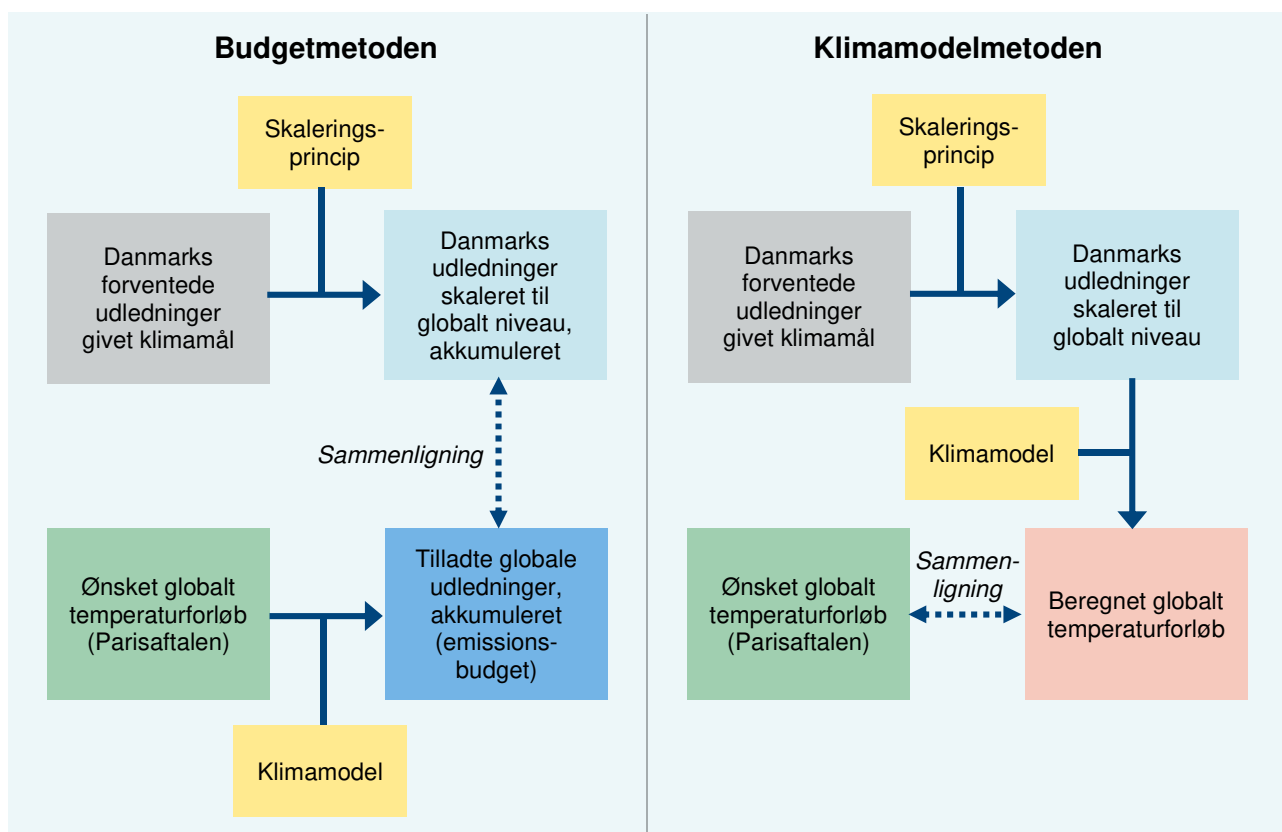 Budgetmetoden
Skalerings-
princip
Danmarks
forventede
udledninger
givet klimamål
Danmarks
udledninger
skaleret til
globalt niveau,
akkumuleret
Sammenligning
Ønsket globalt
temperaturforløb
(Parisaftalen)
Tilladte globale
udledninger,
akkumuleret
(emissions-
budget)
Klimamodel
Klimamodelmetoden
Skalerings-
princip
Danmarks
forventede
udledninger
givet klimamål
Danmarks
udledninger
skaleret til
globalt niveau
Klimamodel
Ønsket globalt
temperaturforløb
(Parisaftalen)
Sammen-
ligning
Beregnet globalt
temperaturforløb